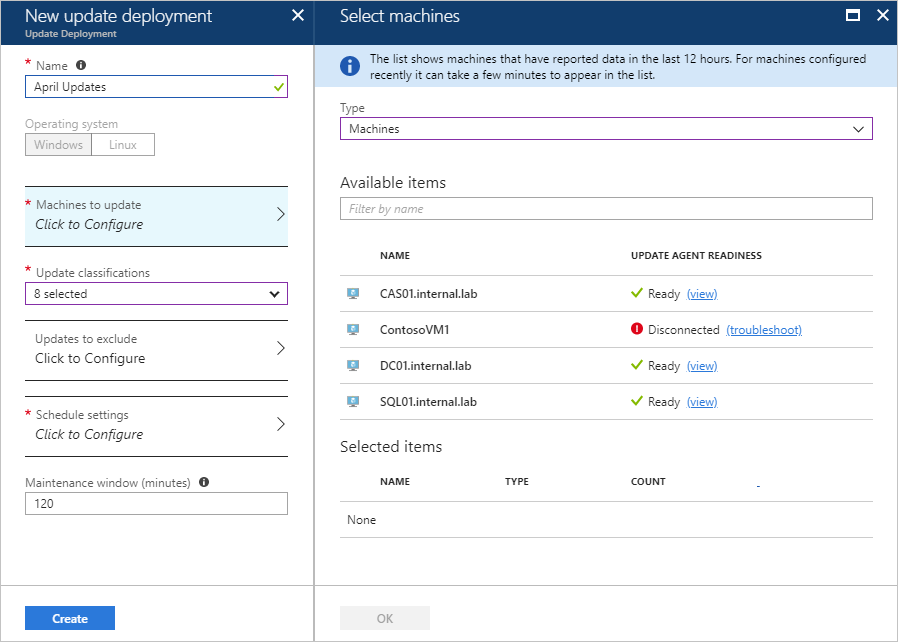 New update deployment
Update Deployment
* Name
April Updates
Operating system
Windows Linux
* Machines to update
Click to Configure
* Update classifications
8 selected
Updates to exclude
Click to Configure
* Schedule settings
Click to Configure
Maintenance window (minutes)
120
Create
Select machines
The list shows machines that have reported data in the last 12 hours. For machines configured
recently it can take a few minutes to appear in the list.
Type
Machines
Available items
Filter by name
NAME UPDATE AGENT READINESS
CAS01.internal.lab Ready (view)
ContosoVM1 Disconnected (troubleshoot)
DC01.internal.lab Ready (view)
SQL01.internal.lab Ready (view)
Selected items
NAME TYPE COUNT
None
OK